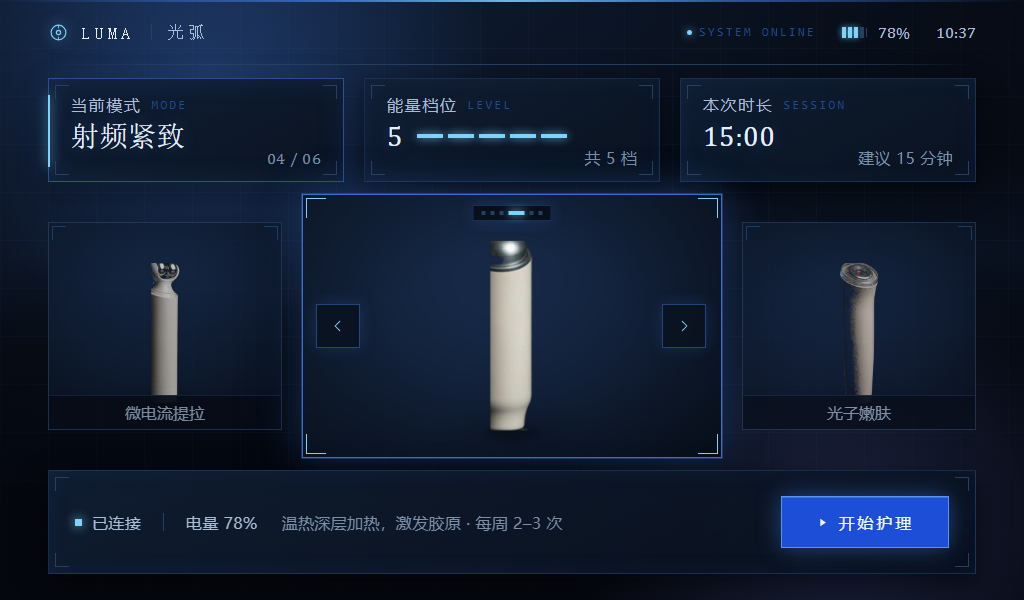 LUMA 光弧
SYSTEM ONLINE 78% 10:37
当前模式 MODE
射频紧致
04 / 06
能量档位 LEVEL
5
共 5 档
本次时长 SESSION
15:00
建议 15 分钟
微电流提拉
光子嫩肤
已连接 电量 78% 温热深层加热，激发胶原 · 每周 2–3 次
开始护理